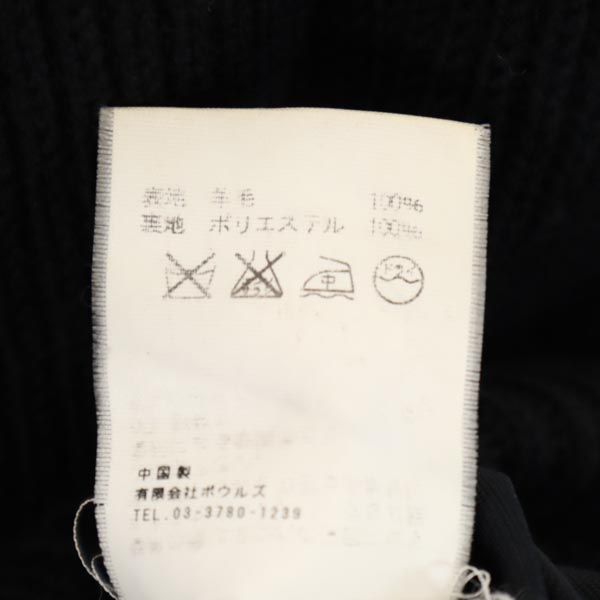 表地 羊毛 100%
裏地 ポリエステル 100%
中 ドライ
中国製
有限会社ボウルズ
TEL.03-3780-1239